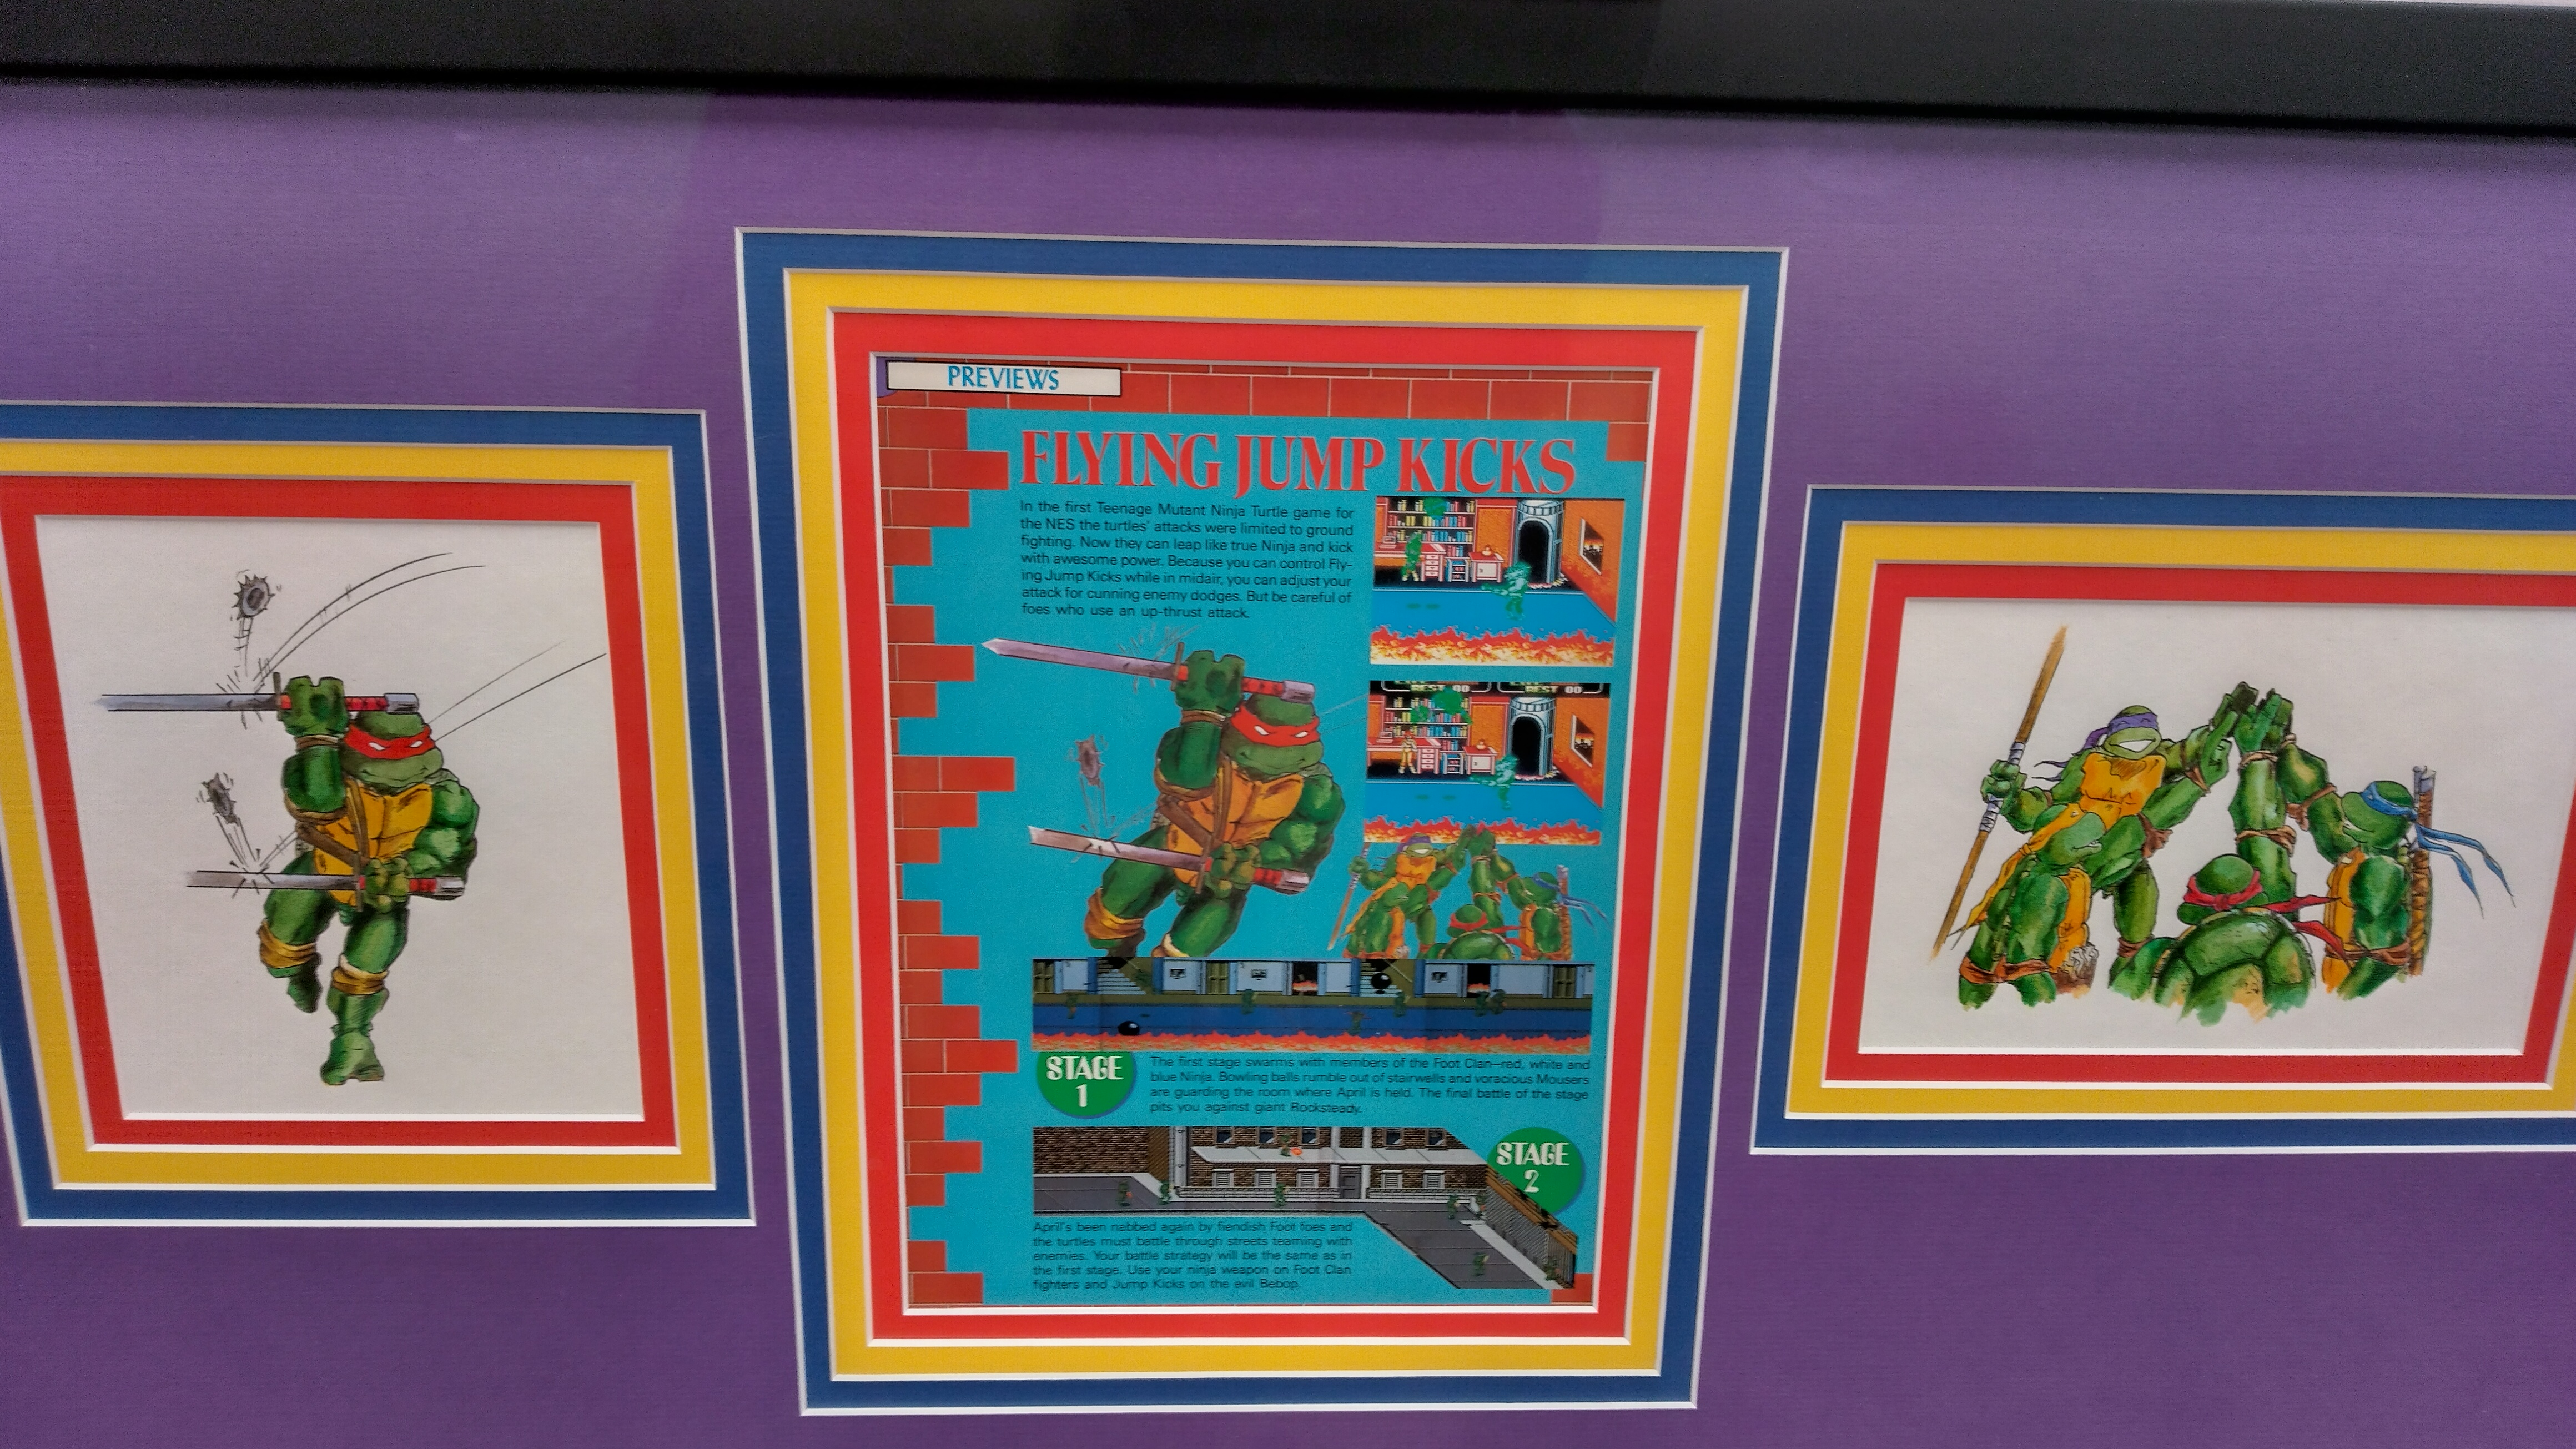 PREVIEWS
FLYING JUMP KICKS
In the first Teenage Mutant Ninja Turtle game for
the NES the turtles' attacks were limited to ground
fighting. Now they can leap like true Ninja and kick
with awesome power. Because you can control Fly-
ing Jump Kicks while in midair, you can adjust your
attack for cunning enemy dodges. But be careful of
foes who use an up-thrust attack.
REST 00 REST 00
STAGE
1
The first stage swarms with members of the Foot Clan—red, white and
blue Ninja. Bowling balls rumble out of stairwells and voracious Mousers
are guarding the room where April is held. The final battle of the stage
pits you against giant Rocksteady.
STAGE
2
April's been nabbed again by fiendish Foot foes and
the turtles must battle through streets teaming with
enemies. Your battle strategy will be the same as in
the first stage. Use your ninja weapon on Foot Clan
fighters and Jump Kicks on the evil Bebop.